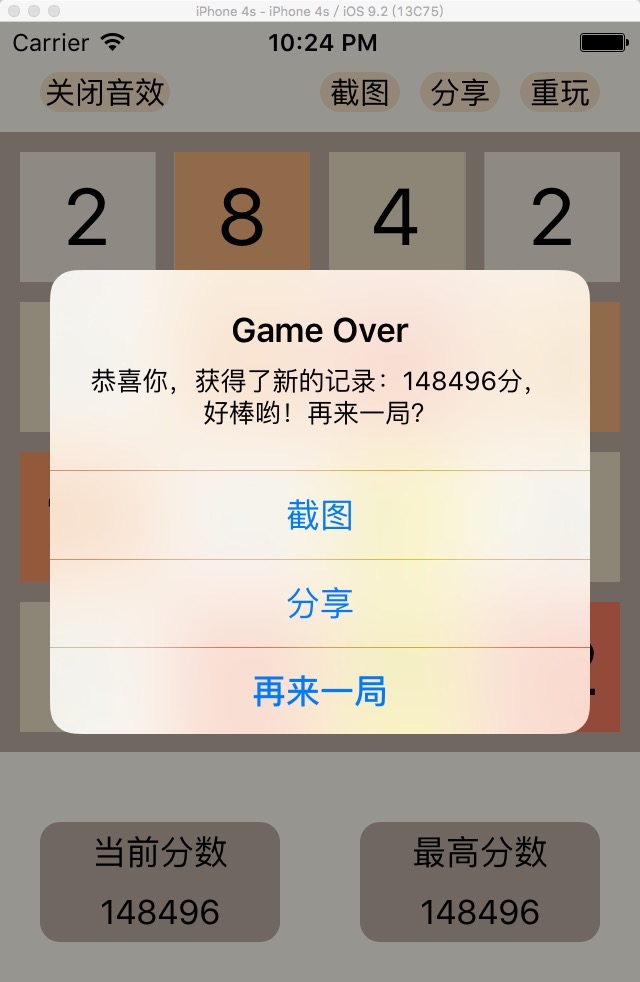 iPhone 4s - iPhone 4s / iOS 9.2 (13C75)
Carrier 10:24 PM
关闭音效 截图 分享 重玩
2 8 4 2
Game Over
恭喜你，获得了新的记录：148496分，
好棒哟！再来一局？
截图
分享
再来一局
当前分数 最高分数
148496 148496